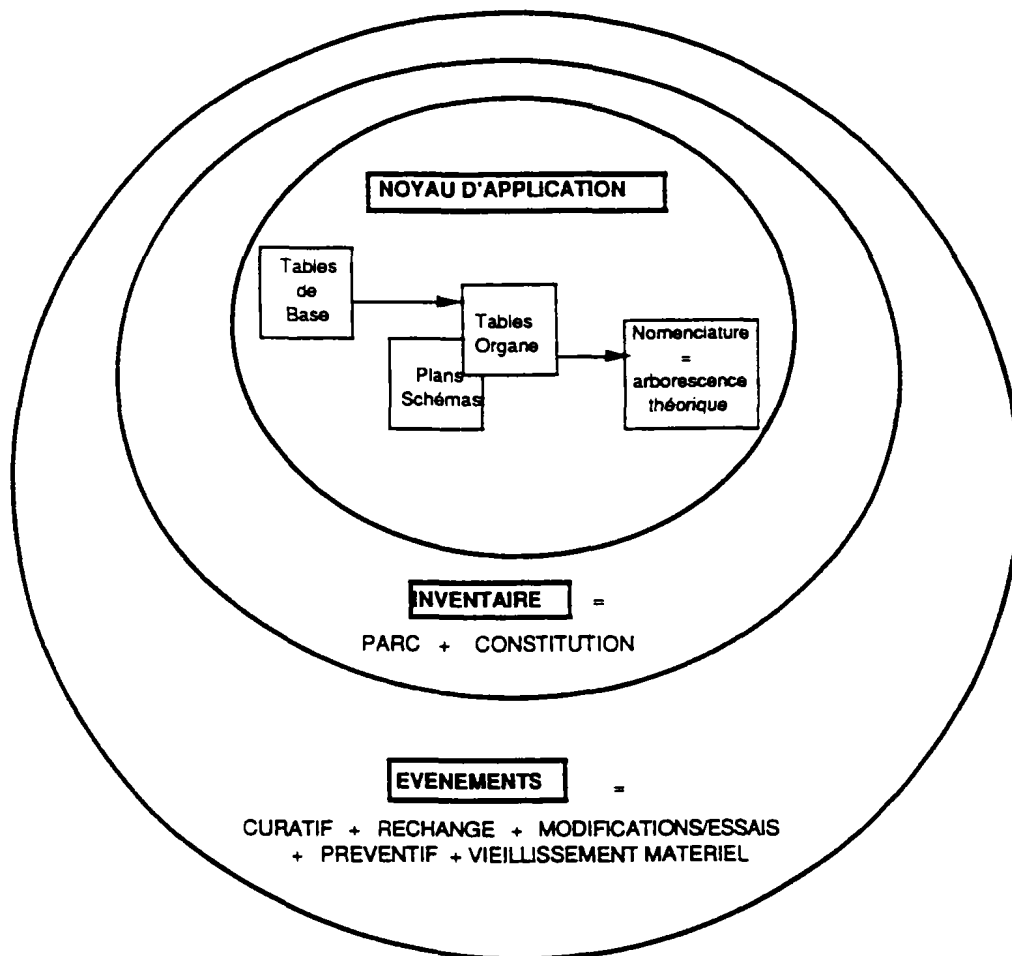 NOYAU D'APPLICATION
Tables
de
Base
Tables
Organe
Plans
Schémas
Nomenclature
=
arborescence
théorique
INVENTAIRE =
PARC + CONSTITUTION
EVENEMENTS =
CURATIF + RECHANGE + MODIFICATIONS/ESSAIS
+ PREVENTIF + VIEILLISSEMENT MATERIEL